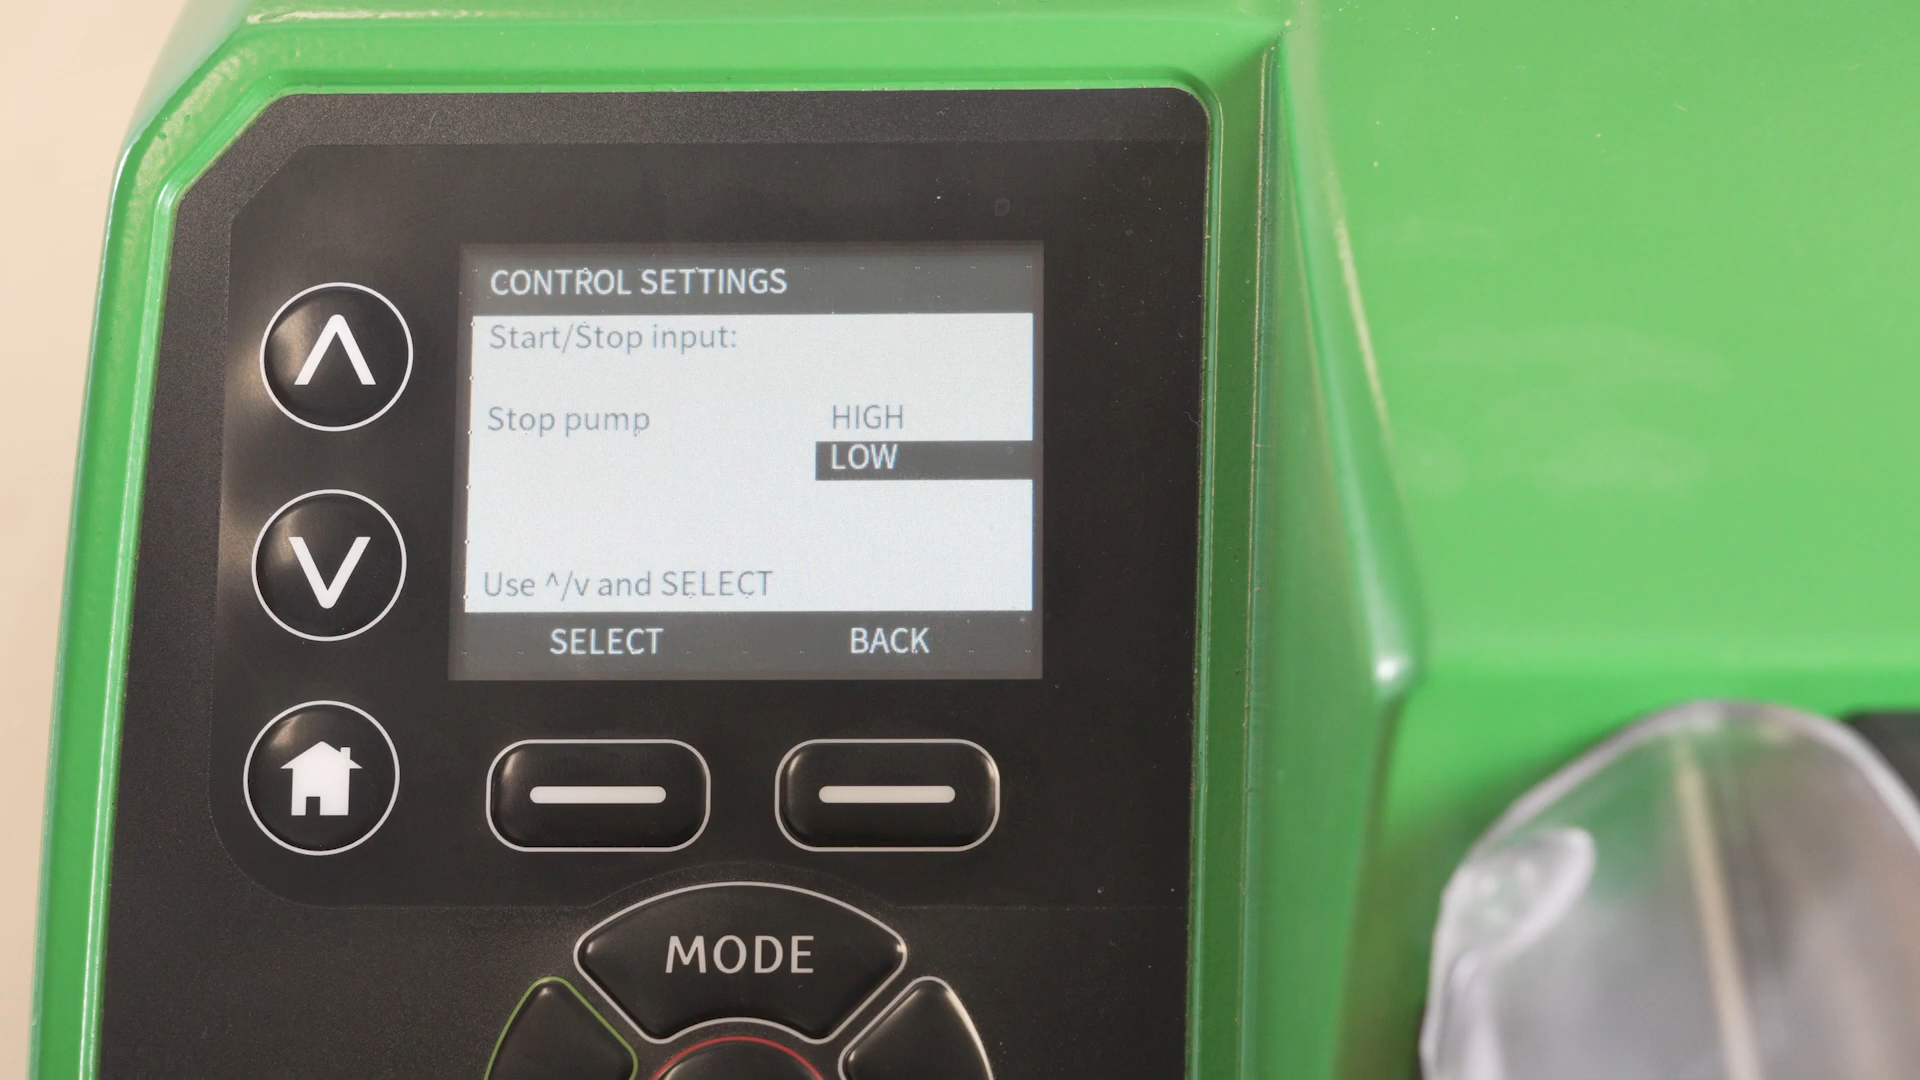 CONTROL SETTINGS
Start/Stop input:
Stop pump HIGH
LOW
Use ^/v and SELECT
SELECT BACK
MODE